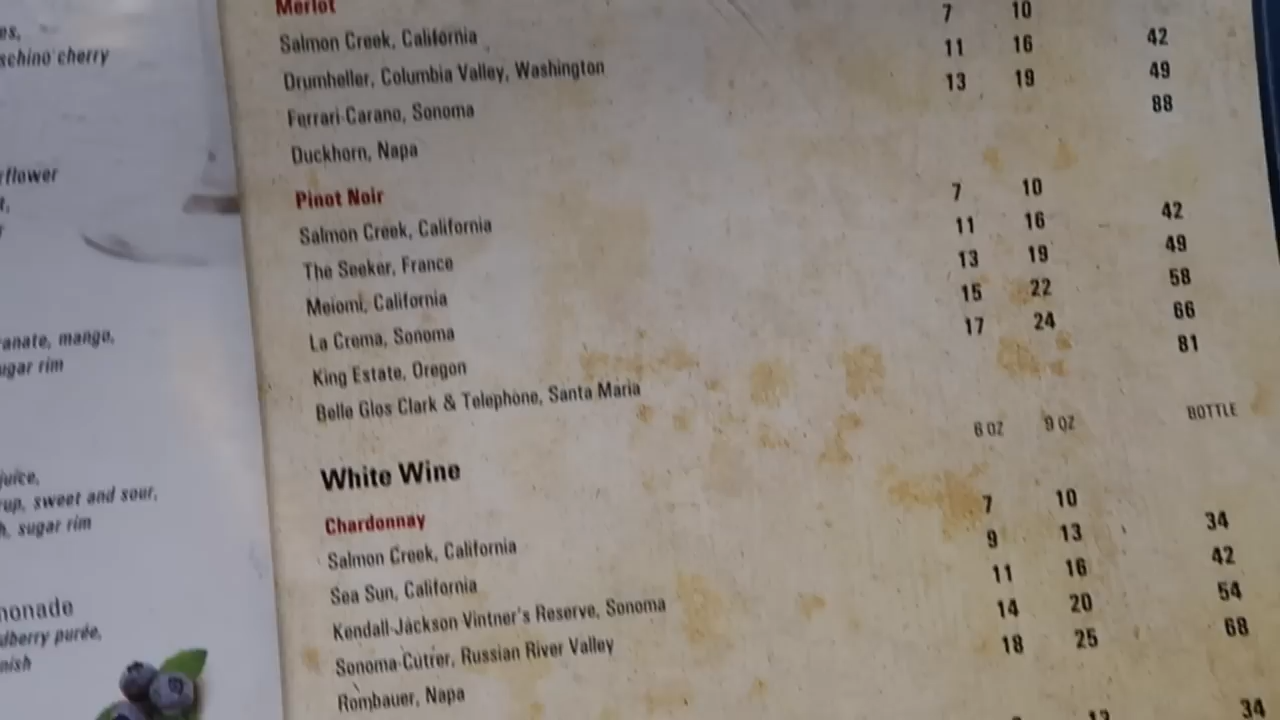 schino cherry
flower
anate, mango,
ugar rim
juice,
rup, sweet and sour,
h, sugar rim
monade
dberry purée,
nish
Merlot
Salmon Creek, California 7 10
Drumheller, Columbia Valley, Washington 11 16 42
Ferrari-Carano, Sonoma 13 19 49
Duckhorn, Napa 88
Pinot Noir
Salmon Creek, California 7 10
The Seeker, France 11 16 42
Meiomi, California 13 19 49
La Crema, Sonoma 15 22 58
King Estate, Oregon 17 24 66
Belle Glos Clark & Telephone, Santa Maria 81
White Wine 6 OZ 9 OZ BOTTLE
Chardonnay
Salmon Creek, California 7 10
Sea Sun, California 9 13 34
Kendall-Jackson Vintner's Reserve, Sonoma 11 16 42
Sonoma-Cutrer, Russian River Valley 14 20 54
Rombauer, Napa 18 25 68
34